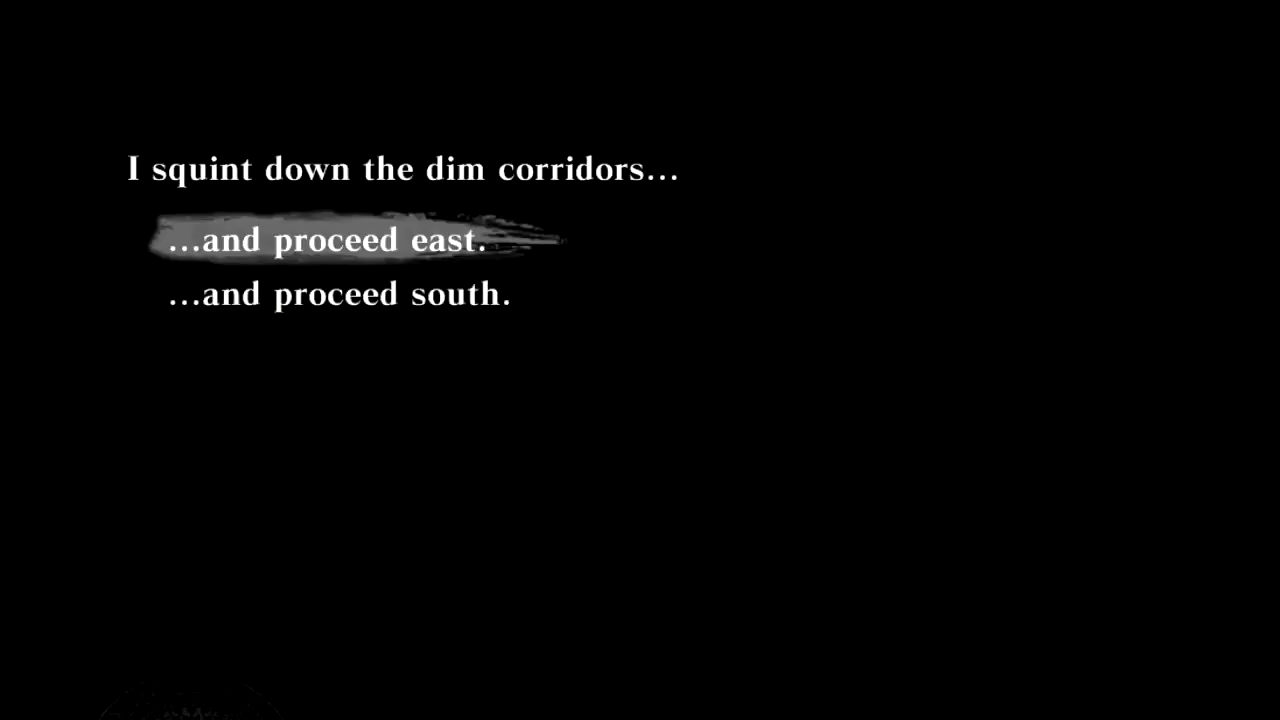 I squint down the dim corridors…
…and proceed east.
…and proceed south.